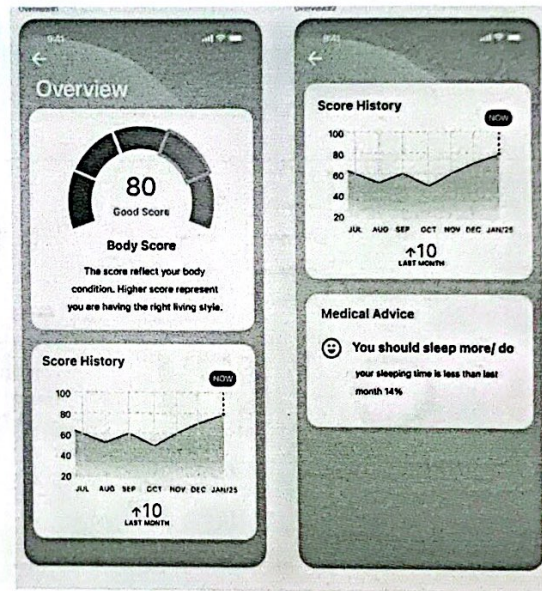 Overview#1
9:41
Overview
80
Good Score
Body Score
The score reflect your body
condition. Higher score represent
you are having the right living style.
Score History
NOW
100
80
60
40
20
JUL AUG SEP OCT NOV DEC JAN/25
↑10
LAST MONTH
Overview#2
9:41
Score History
NOW
100
80
60
40
20
JUL AUG SEP OCT NOV DEC JAN/25
↑10
LAST MONTH
Medical Advice
You should sleep more/ do
your sleeping time is less than last
month 14%